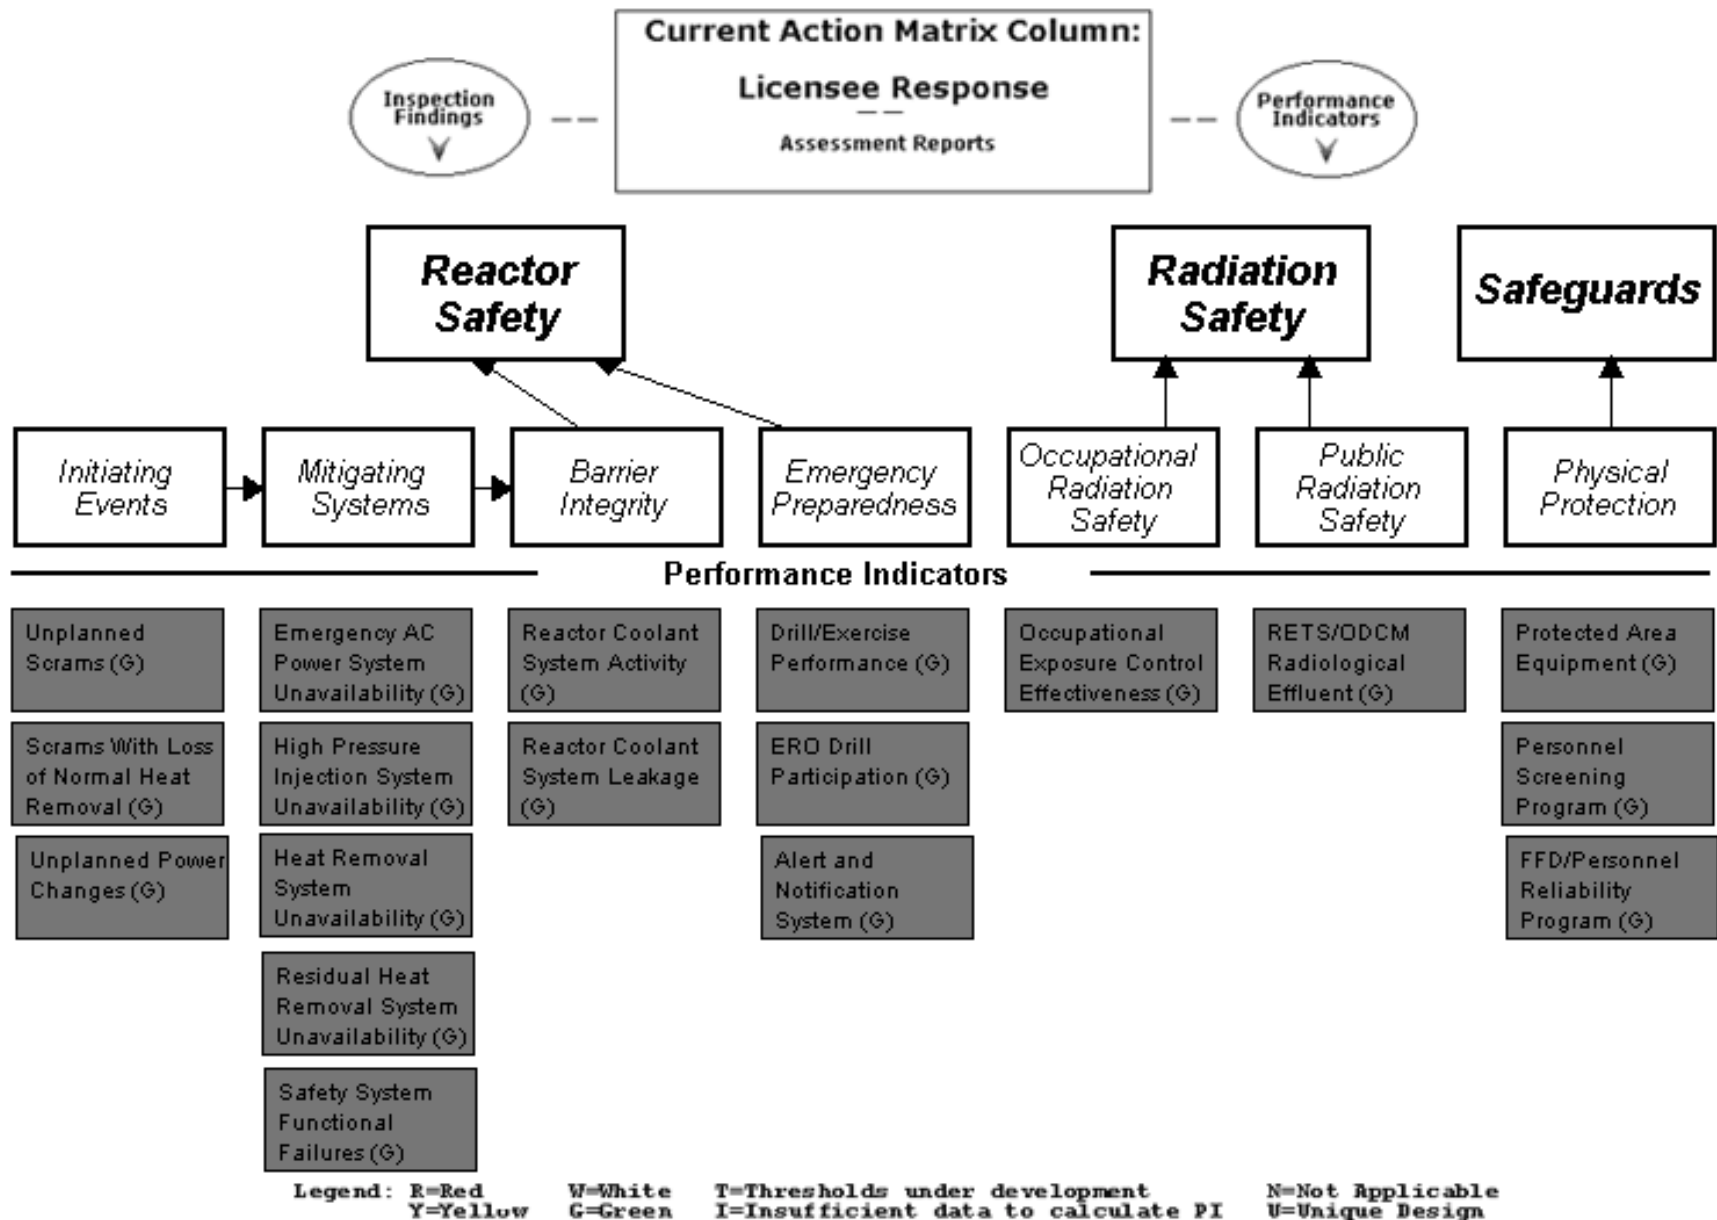 Current Action Matrix Column:
Licensee Response
Assessment Reports
Inspection
Findings
Performance
Indicators
Reactor
Safety
Radiation
Safety
Safeguards
Initiating
Events
Mitigating
Systems
Barrier
Integrity
Emergency
Preparedness
Occupational
Radiation
Safety
Public
Radiation
Safety
Physical
Protection
Performance Indicators
Unplanned
Scrams (G)
Scrams With Loss
of Normal Heat
Removal (G)
Unplanned Power
Changes (G)
Emergency AC
Power System
Unavailability (G)
High Pressure
Injection System
Unavailability (G)
Heat Removal
System
Unavailability (G)
Residual Heat
Removal System
Unavailability (G)
Safety System
Functional
Failures (G)
Reactor Coolant
System Activity
(G)
Reactor Coolant
System Leakage
(G)
Drill/Exercise
Performance (G)
ERO Drill
Participation (G)
Alert and
Notification
System (G)
Occupational
Exposure Control
Effectiveness (G)
RETS/ODCM
Radiological
Effluent (G)
Protected Area
Equipment (G)
Personnel
Screening
Program (G)
FFD/Personnel
Reliability
Program (G)
Legend: R=Red W=White T=Thresholds under development N=Not Applicable
Y=Yellow G=Green I=Insufficient data to calculate PI U=Unique Design